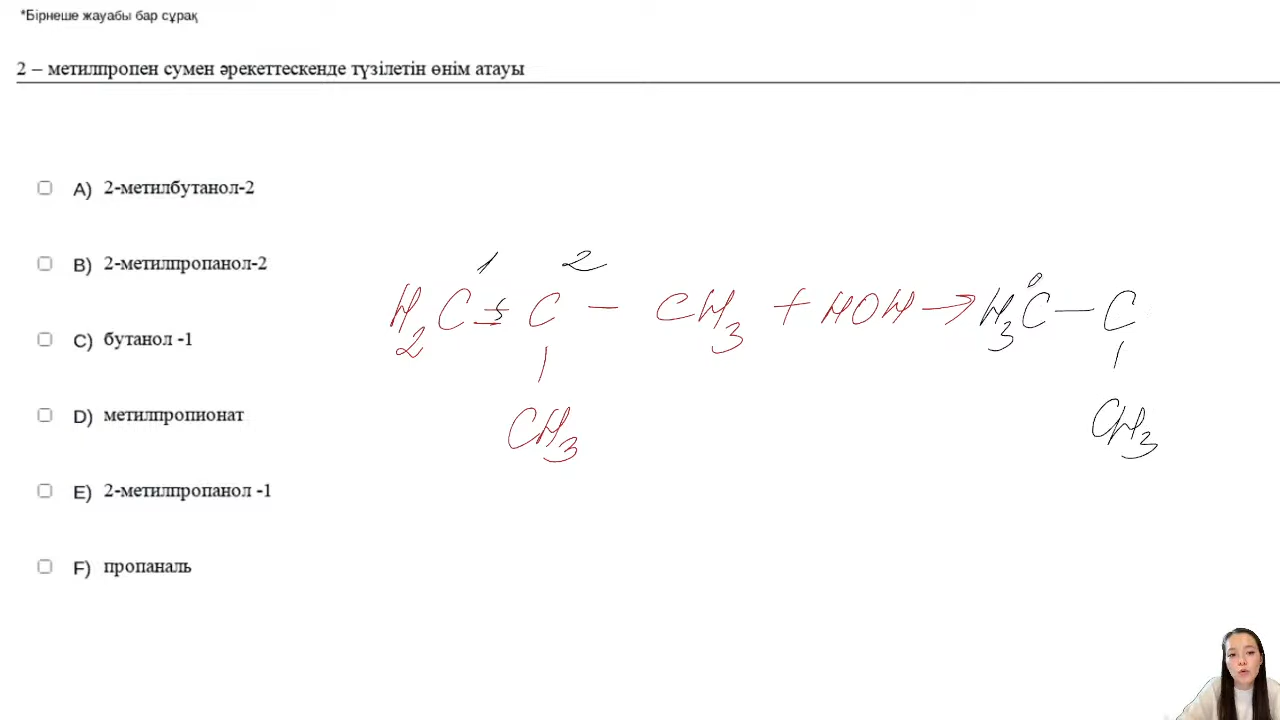 *Бірнеше жауабы бар сұрақ
2 – метилпропен сумен әрекеттескенде түзілетін өнім атауы
A) 2-метилбутанол-2
B) 2-метилпропанол-2
C) бутанол -1
D) метилпропионат
E) 2-метилпропанол -1
F) пропаналь
1 2
H2C = C – CH3 + HOH → H3C – C
CH3 CH3